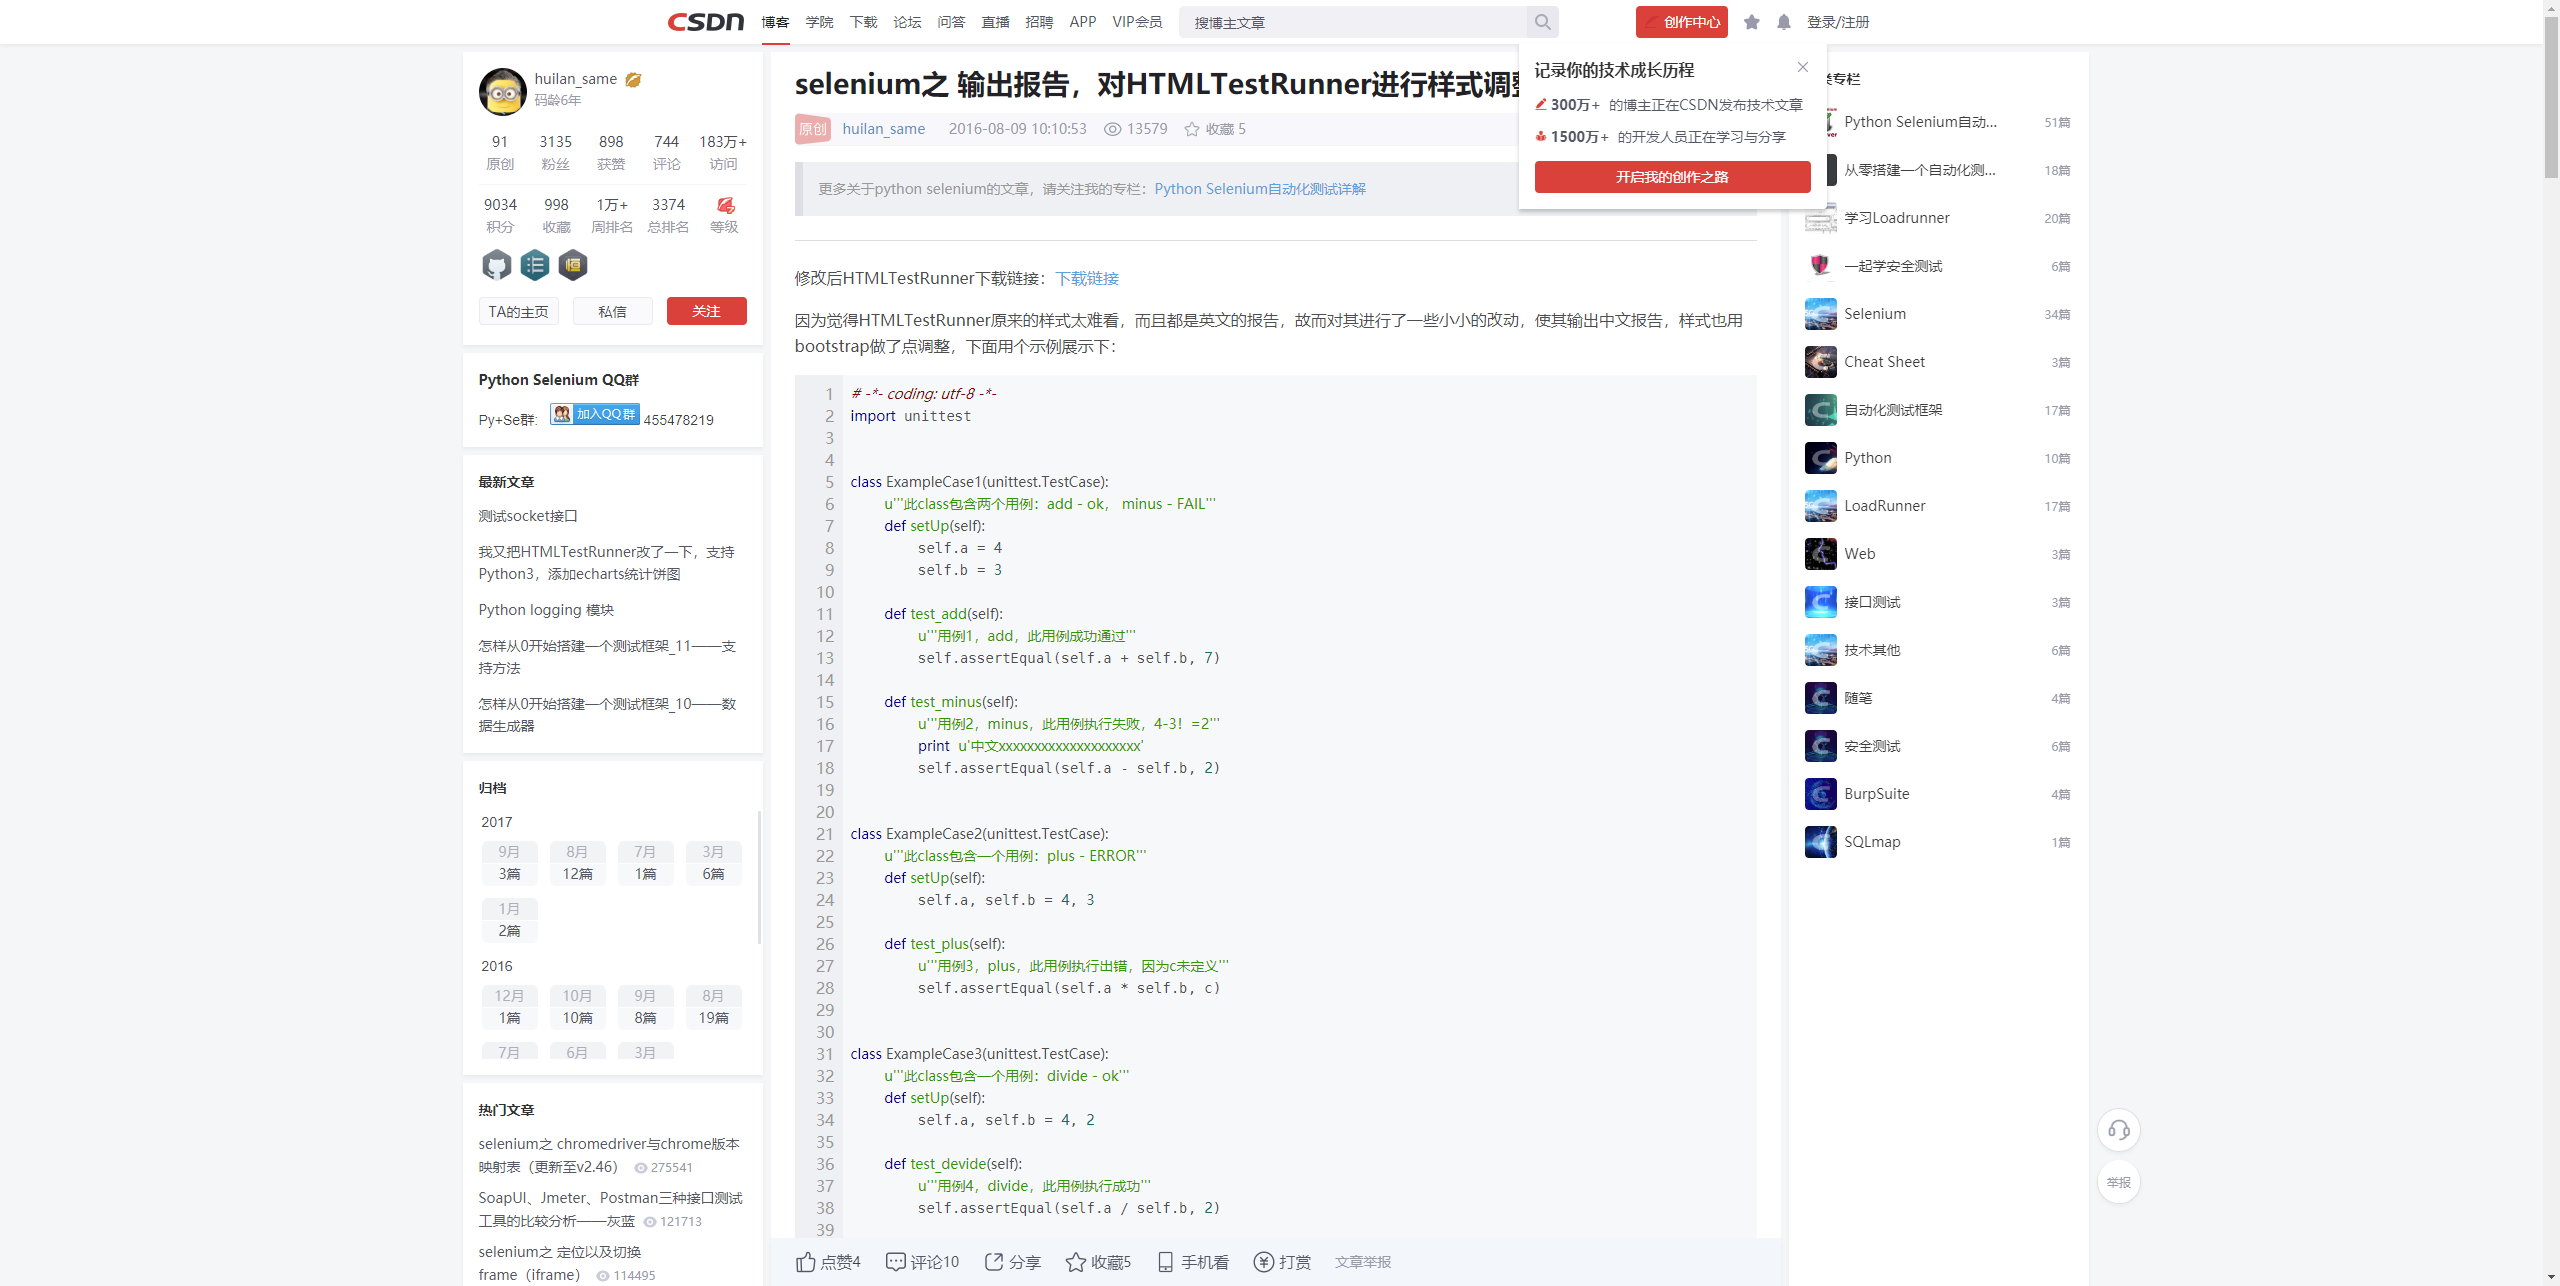 CSDN 博客 学院 下载 论坛 问答 直播 招聘 APP VIP会员 搜博主文章 创作中心 登录/注册
huilan_same
码龄6年
91 3135 898 744 183万+
原创 粉丝 获赞 评论 访问
9034 998 1万+ 3374
积分 收藏 周排名 总排名 等级
TA的主页 私信 关注
Python Selenium QQ群
Py+Se群: 加入QQ群 455478219
最新文章
测试socket接口
我又把HTMLTestRunner改了一下，支持
Python3，添加echarts统计饼图
Python logging 模块
怎样从0开始搭建一个测试框架_11——支
持方法
怎样从0开始搭建一个测试框架_10——数
据生成器
归档
2017
9月 8月 7月 3月
3篇 12篇 1篇 6篇
1月
2篇
2016
12月 10月 9月 8月
1篇 10篇 8篇 19篇
7月 6月 3月
热门文章
selenium之 chromedriver与chrome版本
映射表（更新至v2.46） 275541
SoapUI、Jmeter、Postman三种接口测试
工具的比较分析——灰蓝 121713
selenium之 定位以及切换
frame（iframe） 114495
selenium之 输出报告，对HTMLTestRunner进行样式调
原创 huilan_same 2016-08-09 10:10:53 13579 收藏 5
更多关于python selenium的文章，请关注我的专栏：Python Selenium自动化测试详解
修改后HTMLTestRunner下载链接：下载链接
因为觉得HTMLTestRunner原来的样式太难看，而且都是英文的报告，故而对其进行了一些小小的改动，使其输出中文报告，样式也用
bootstrap做了点调整，下面用个示例展示下：
1 # -*- coding: utf-8 -*-
2 import unittest
3
4
5 class ExampleCase1(unittest.TestCase):
6 u'''此class包含两个用例：add - ok， minus - FAIL'''
7 def setUp(self):
8 self.a = 4
9 self.b = 3
10
11 def test_add(self):
12 u'''用例1，add，此用例成功通过'''
13 self.assertEqual(self.a + self.b, 7)
14
15 def test_minus(self):
16 u'''用例2，minus，此用例执行失败，4-3！=2'''
17 print u'中文xxxxxxxxxxxxxxxxxxxx'
18 self.assertEqual(self.a - self.b, 2)
19
20
21 class ExampleCase2(unittest.TestCase):
22 u'''此class包含一个用例：plus - ERROR'''
23 def setUp(self):
24 self.a, self.b = 4, 3
25
26 def test_plus(self):
27 u'''用例3，plus，此用例执行出错，因为c未定义'''
28 self.assertEqual(self.a * self.b, c)
29
30
31 class ExampleCase3(unittest.TestCase):
32 u'''此class包含一个用例：divide - ok'''
33 def setUp(self):
34 self.a, self.b = 4, 2
35
36 def test_devide(self):
37 u'''用例4，divide，此用例执行成功'''
38 self.assertEqual(self.a / self.b, 2)
39
点赞4 评论10 分享 收藏5 手机看 打赏 文章举报
记录你的技术成长历程
300万+ 的博主正在CSDN发布技术文章
1500万+ 的开发人员正在学习与分享
开启我的创作之路
专栏
Python Selenium自动... 51篇
从零搭建一个自动化测... 18篇
学习Loadrunner 20篇
一起学安全测试 6篇
Selenium 34篇
Cheat Sheet 3篇
自动化测试框架 17篇
Python 10篇
LoadRunner 17篇
Web 3篇
接口测试 3篇
技术其他 6篇
随笔 4篇
安全测试 6篇
BurpSuite 4篇
SQLmap 1篇
举报